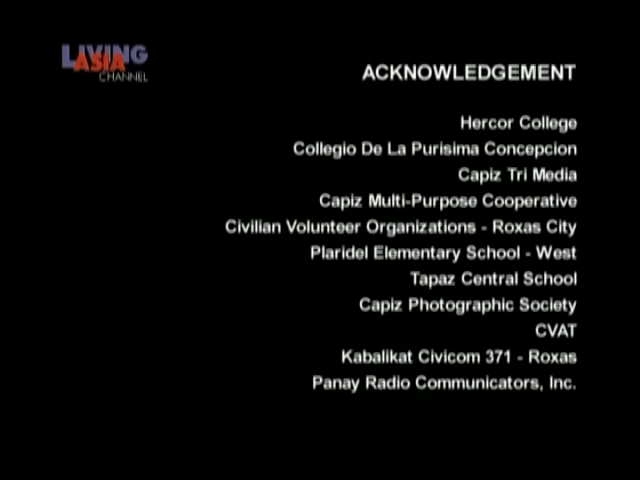 LIVING
ASIA
CHANNEL
ACKNOWLEDGEMENT
Hercor College
Collegio De La Purisima Concepcion
Capiz Tri Media
Capiz Multi-Purpose Cooperative
Civilian Volunteer Organizations - Roxas City
Plaridel Elementary School - West
Tapaz Central School
Capiz Photographic Society
CVAT
Kabalikat Civicom 371 - Roxas
Panay Radio Communicators, Inc.